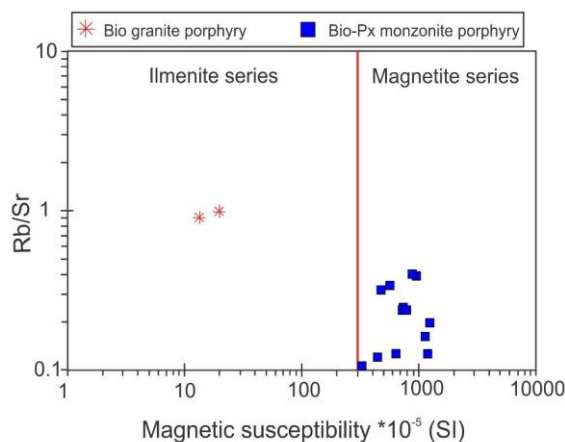 Bio granite porphyry Bio-Px monzonite porphyry
10
Ilmenite series Magnetite series
Rb/Sr
1
0.1
1 10 100 1000 10000
Magnetic susceptibility *10-5 (SI)